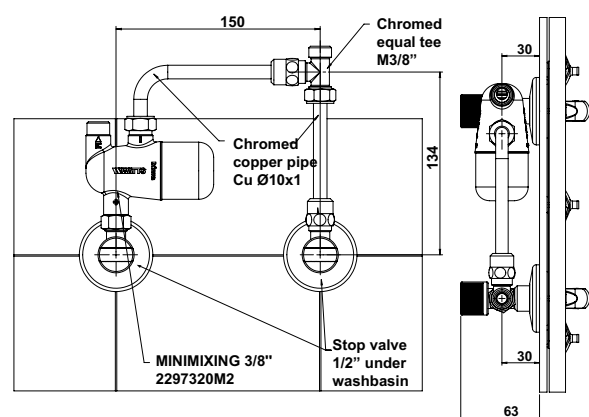 150
Chromed
equal tee
M3/8”
30
Chromed
copper pipe
Cu Ø10x1
134
Stop valve
1/2” under
washbasin
MINIMIXING 3/8"
2297320M2
30
63